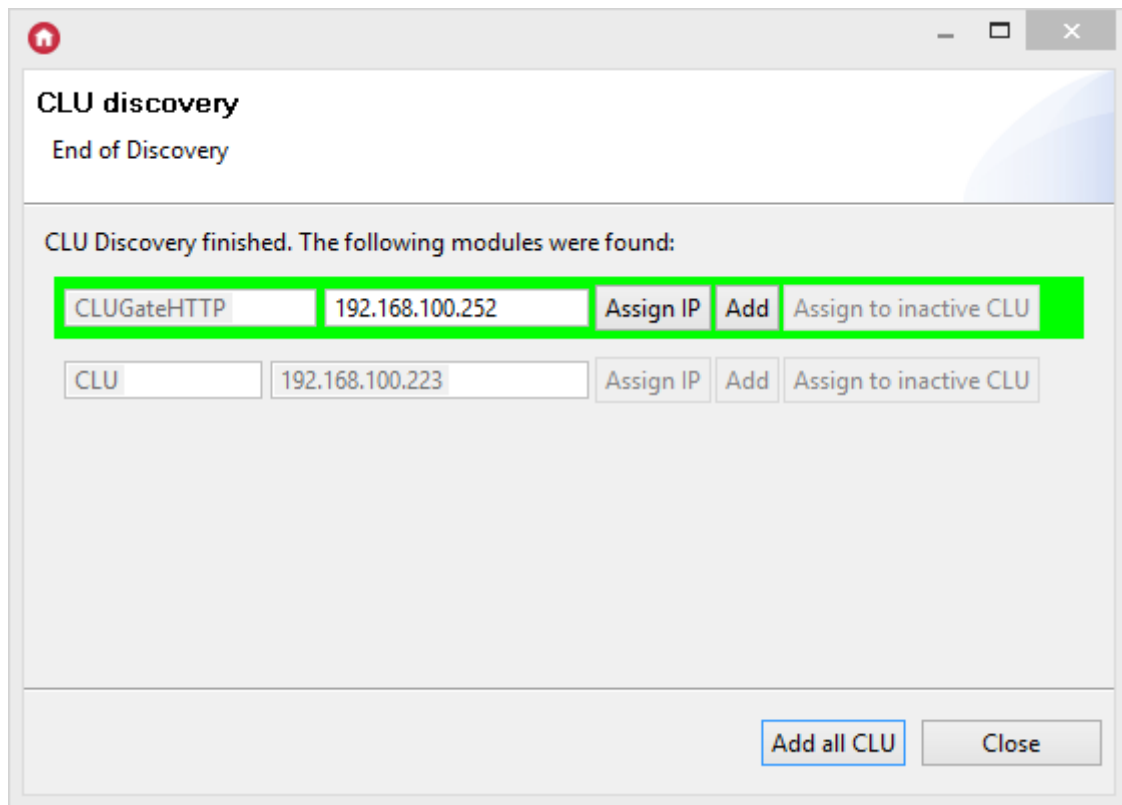 CLU discovery
End of Discovery
CLU Discovery finished. The following modules were found:
CLUGateHTTP 192.168.100.252 Assign IP Add Assign to inactive CLU
CLU 192.168.100.223 Assign IP Add Assign to inactive CLU
Add all CLU Close